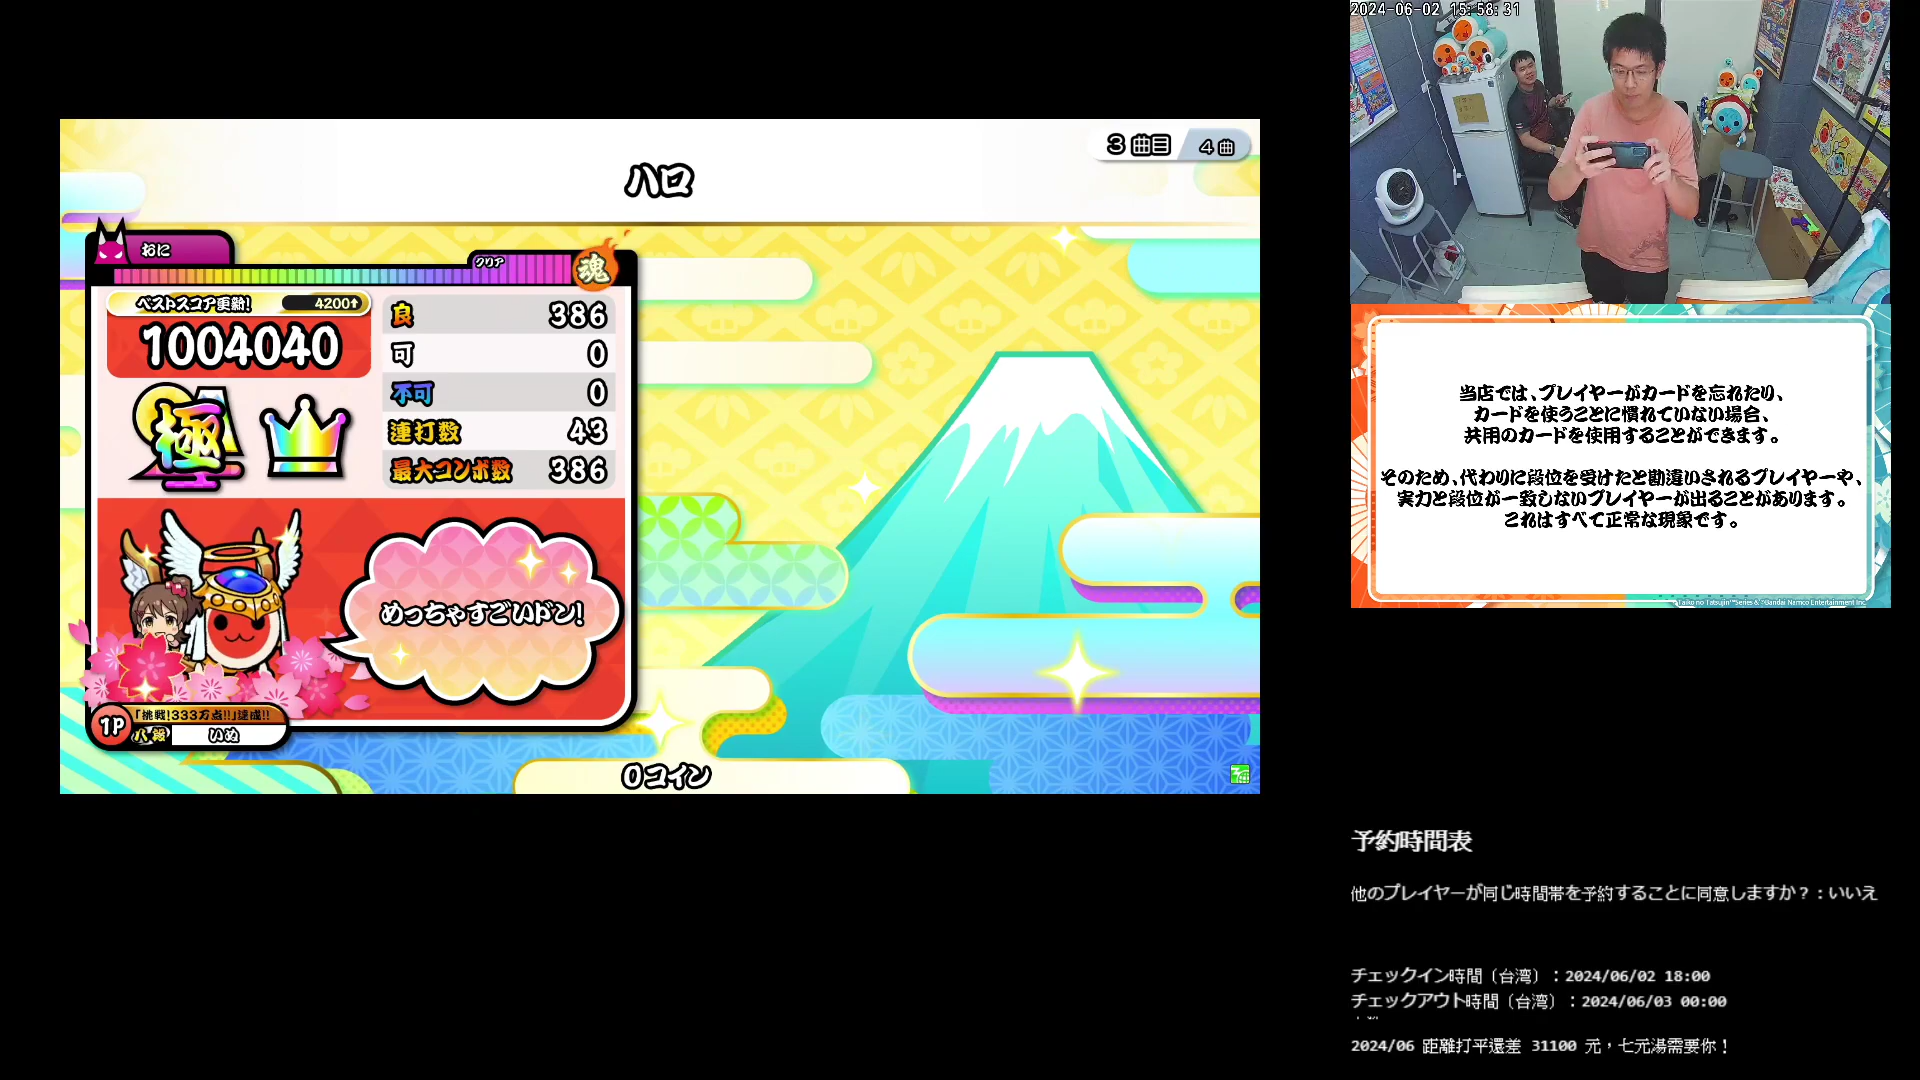 3曲目
4曲
ハロ
おに
クリア
魂
ベストスコア更新!
4200↑
1004040
極
良 386
可 0
不可 0
連打数 43
最大コンボ数 386
めっちゃすごいドン!
「挑戦!333万点!!」達成!!
1P
八段
いぬ
0コイン
2024-06-02 15:58:31
当店では、プレイヤーがカードを忘れたり、
カードを使うことに慣れていない場合、
共用のカードを使用することができます。
そのため、代わりに段位を受けたと勘違いされるプレイヤーや、
実力と段位が一致しないプレイヤーが出ることがあります。
これはすべて正常な現象です。
Taiko no Tatsujin™Series & ©Bandai Namco Entertainment Inc.
予約時間表
他のプレイヤーが同じ時間帯を予約することに同意しますか？：いいえ
チェックイン時間（台湾）：2024/06/02 18:00
チェックアウト時間（台湾）：2024/06/03 00:00
2024/06 距離打平還差 31100 元，七元湯需要你！